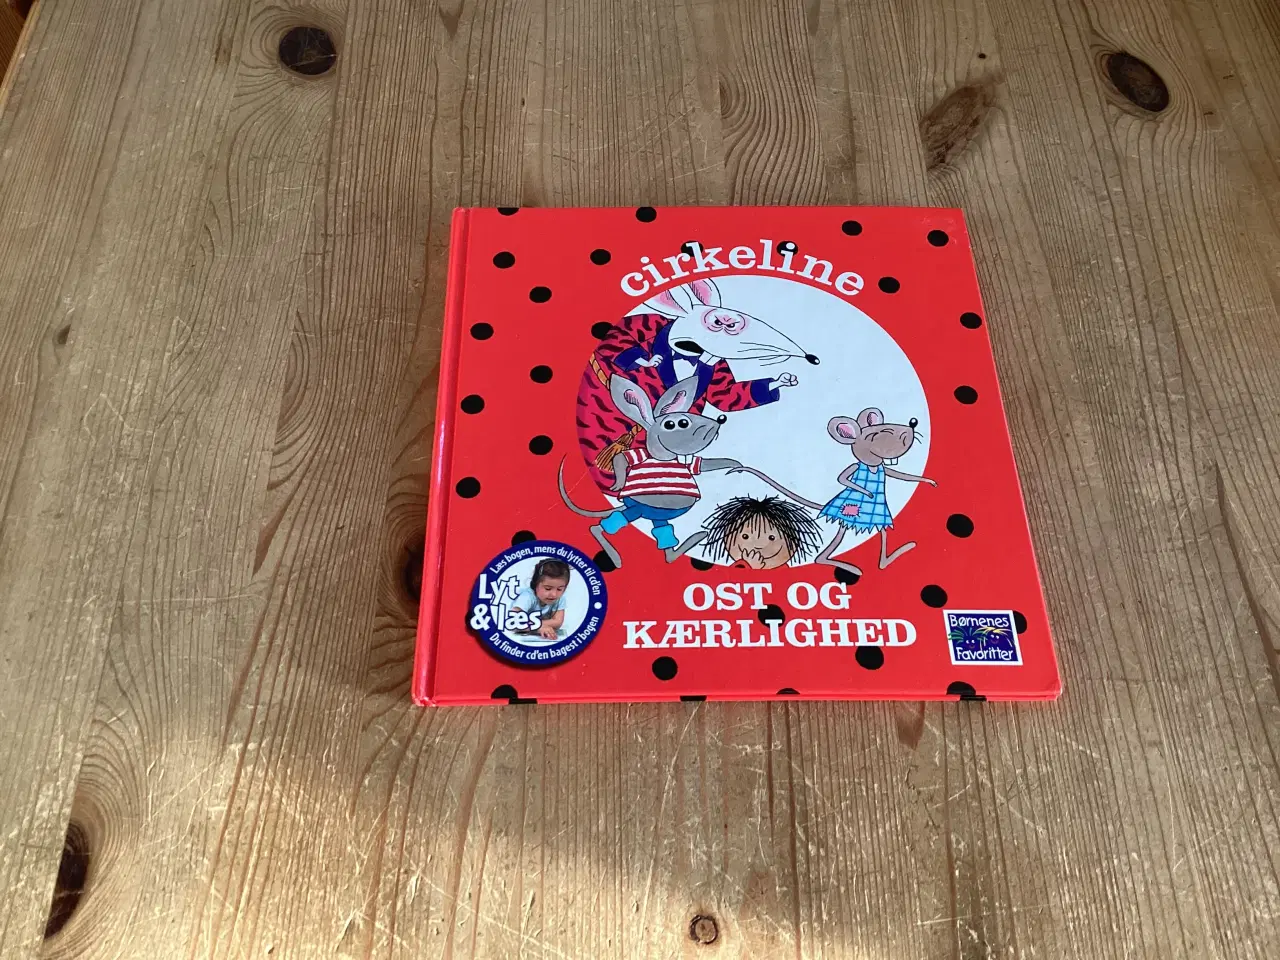 cirkeline
OST OG
KÆRLIGHED
Læs bogen, mens du lytter til cd'en
Lyt
& læs
Du finder cd'en bagest i bogen
Børnenes
Favoritter